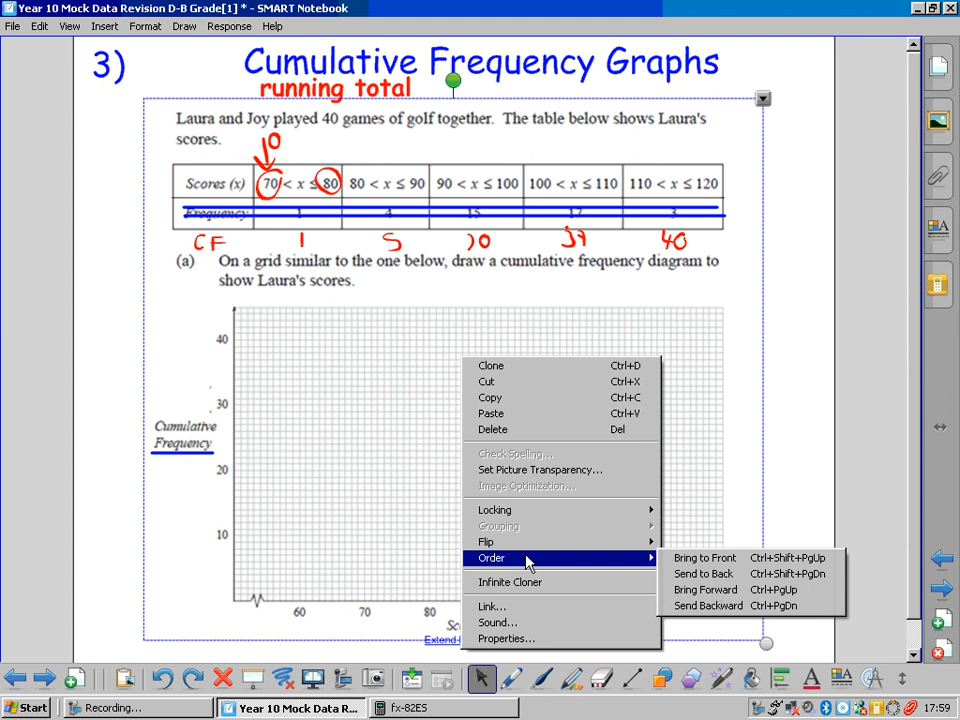 Year 10 Mock Data Revision D-B Grade[1] * - SMART Notebook
File Edit View Insert Format Draw Response Help
3) Cumulative Frequency Graphs
running total
Laura and Joy played 40 games of golf together. The table below shows Laura's
scores.
0
Scores (x) 70 < x ≤ 80 80 < x ≤ 90 90 < x ≤ 100 100 < x ≤ 110 110 < x ≤ 120
Frequency 1 4 15 17 3
CF 1 5 20 37 40
(a) On a grid similar to the one below, draw a cumulative frequency diagram to
show Laura's scores.
40
30
Cumulative
Frequency
20
10
60 70 80
Clone Ctrl+D
Cut Ctrl+X
Copy Ctrl+C
Paste Ctrl+V
Delete Del
Check Spelling...
Set Picture Transparency...
Image Optimization...
Locking
Grouping
Flip
Order
Infinite Cloner
Link...
Sound...
Properties...
Bring to Front Ctrl+Shift+PgUp
Send to Back Ctrl+Shift+PgDn
Bring Forward Ctrl+PgUp
Send Backward Ctrl+PgDn
Start Recording... Year 10 Mock Data R... fx-82ES 17:59